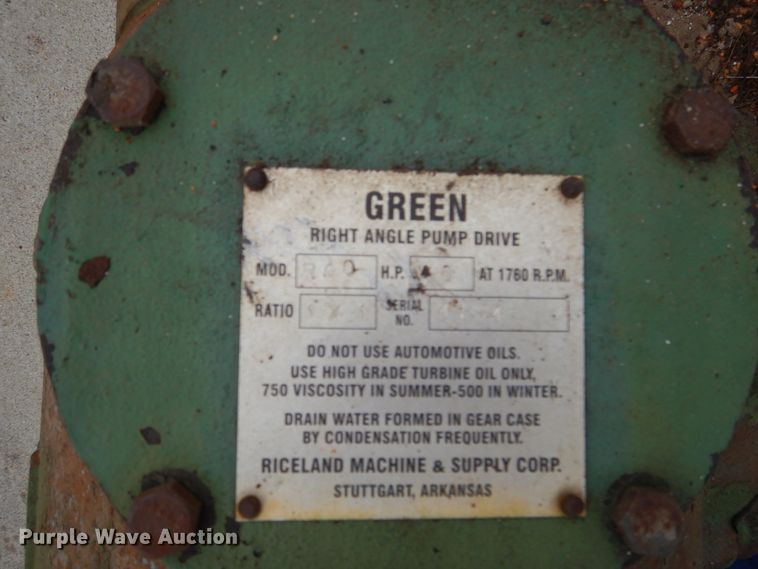 GREEN
RIGHT ANGLE PUMP DRIVE
MOD. R40 H.P. 40 AT 1760 R.P.M.
RATIO SERIAL NO.
DO NOT USE AUTOMOTIVE OILS.
USE HIGH GRADE TURBINE OIL ONLY,
750 VISCOSITY IN SUMMER-500 IN WINTER.
DRAIN WATER FORMED IN GEAR CASE
BY CONDENSATION FREQUENTLY.
RICELAND MACHINE & SUPPLY CORP.
STUTTGART, ARKANSAS
Purple Wave Auction